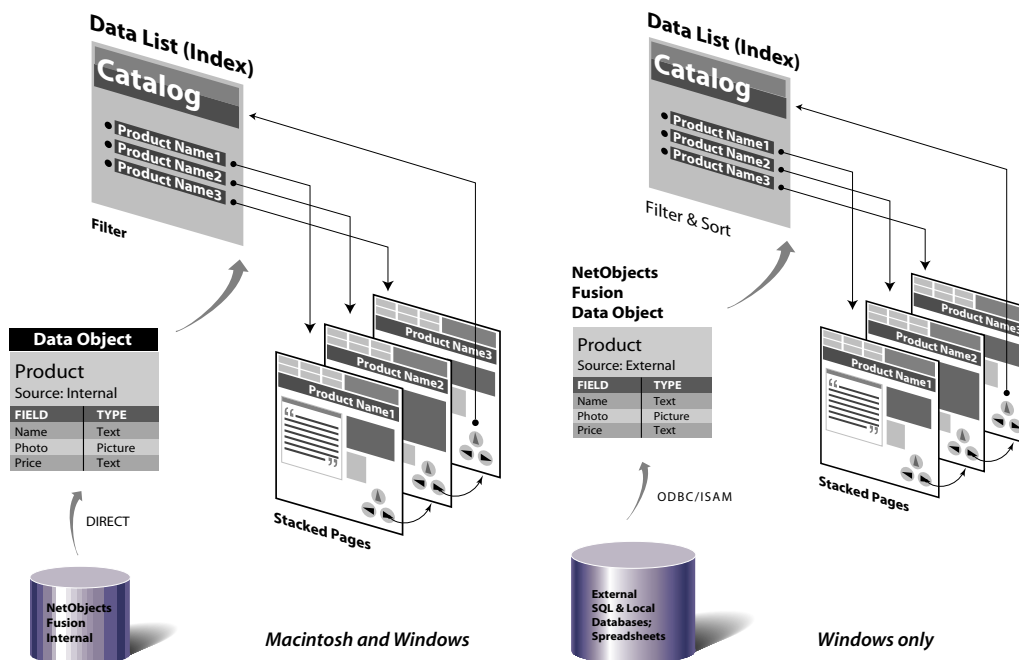 Data List (Index)
Catalog
Product Name1
Product Name2
Product Name3
Filter
Data Object
Product
Source: Internal
FIELD TYPE
Name Text
Photo Picture
Price Text
DIRECT
NetObjects
Fusion
Internal
Product Name3
Product Name2
Product Name1
“
”
Stacked Pages
Macintosh and Windows
Data List (Index)
Catalog
Product Name1
Product Name2
Product Name3
Filter & Sort
NetObjects
Fusion
Data Object
Product
Source: External
FIELD TYPE
Name Text
Photo Picture
Price Text
ODBC/ISAM
External
SQL & Local
Databases;
Spreadsheets
Product Name3
Product Name2
Product Name1
“
”
Stacked Pages
Windows only